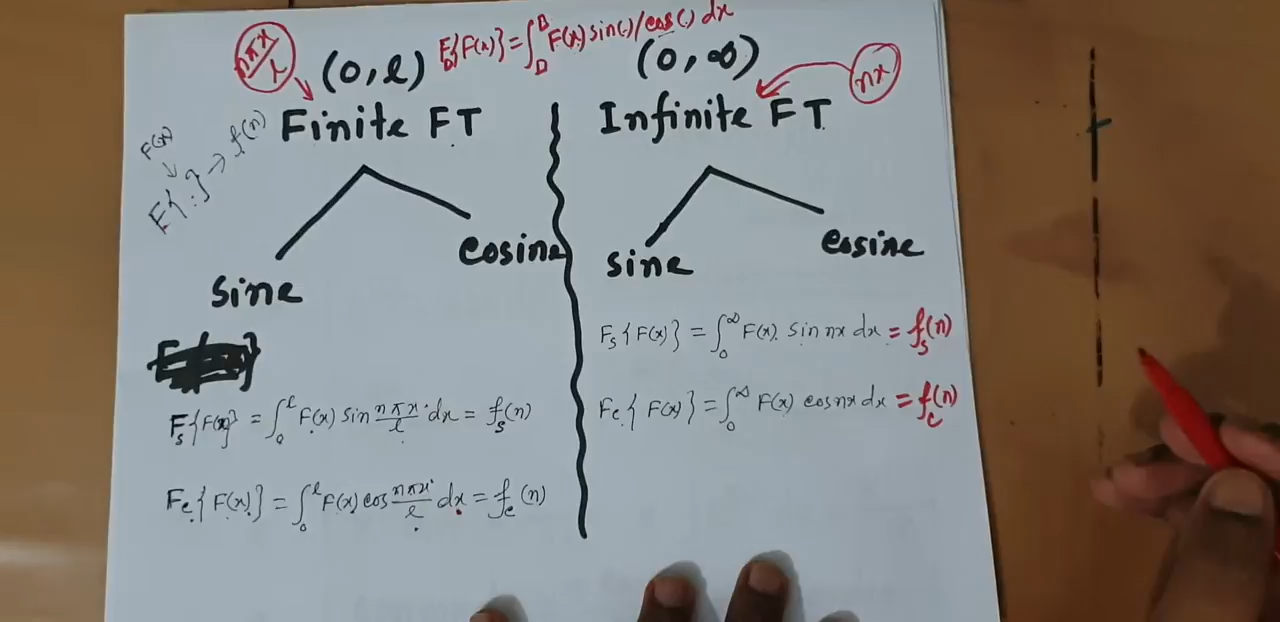 F{F(x)} = ∫ F(x) sin(.)/cos(.) dx
nπx/l
(0, l)
(0, ∞)
nx
Finite FT
Infinite FT
F(x)
↓
F{.} → f(n)
Sine
Cosine
Sine
Cosine
Fs{F(x)} = ∫₀^l F(x) sin nπx/l dx = fs(n)
Fc{F(x)} = ∫₀^l F(x) cos nπx/l dx = fc(n)
Fs{F(x)} = ∫₀^∞ F(x) sin nx dx = fs(n)
Fc{F(x)} = ∫₀^∞ F(x) cos nx dx = fc(n)